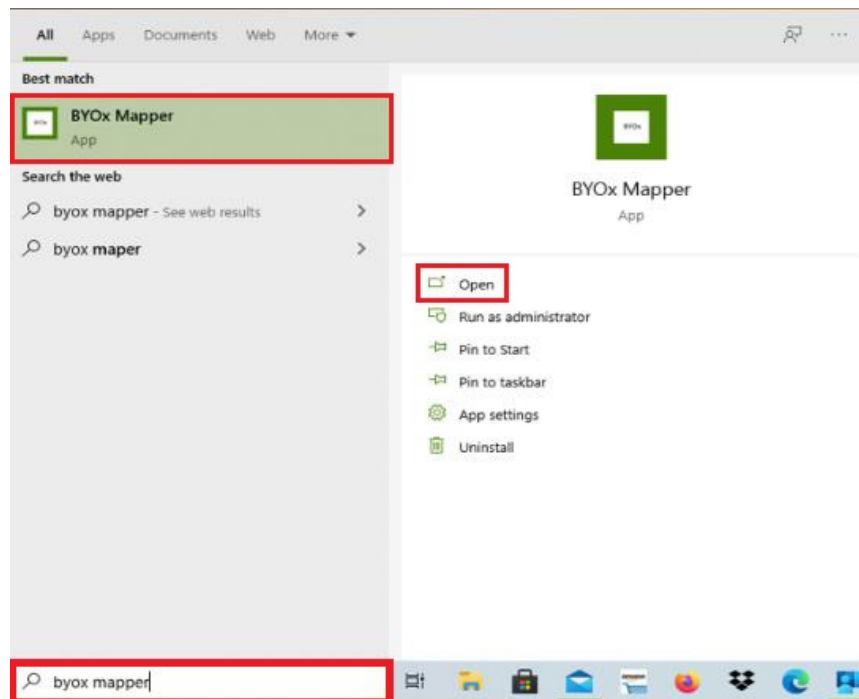 All Apps Documents Web More
Best match
BYOx Mapper
App
Search the web
byox mapper - See web results
byox maper
BYOx
BYOx Mapper
App
Open
Run as administrator
Pin to Start
Pin to taskbar
App settings
Uninstall
byox mapper